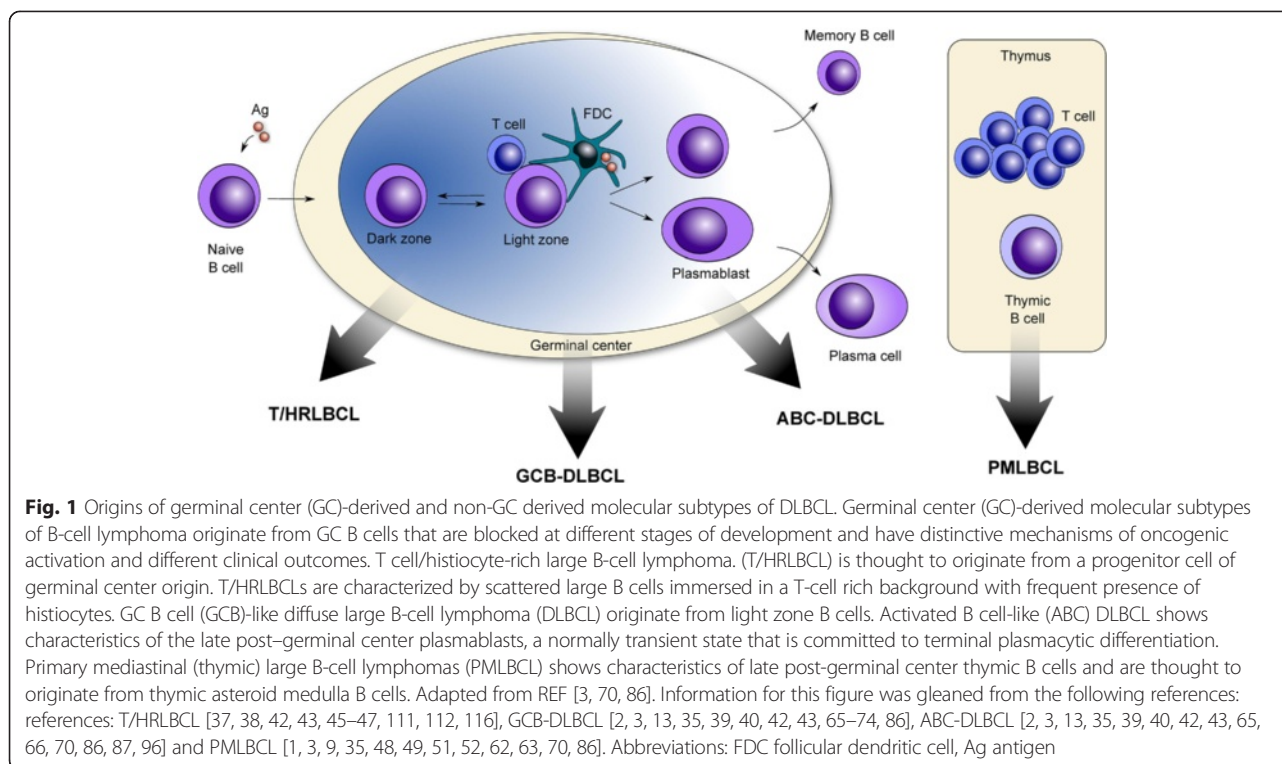 Memory B cell
Thymus
Ag
T cell
FDC
T cell
Naive
B cell
Dark zone
Light zone
Plasmablast
Thymic
B cell
Germinal center
Plasma cell
T/HRLBCL
GCB-DLBCL
ABC-DLBCL
PMLBCL
Fig. 1 Origins of germinal center (GC)-derived and non-GC derived molecular subtypes of DLBCL. Germinal center (GC)-derived molecular subtypes
of B-cell lymphoma originate from GC B cells that are blocked at different stages of development and have distinctive mechanisms of oncogenic
activation and different clinical outcomes. T cell/histiocyte-rich large B-cell lymphoma. (T/HRLBCL) is thought to originate from a progenitor cell of
germinal center origin. T/HRLBCLs are characterized by scattered large B cells immersed in a T-cell rich background with frequent presence of
histiocytes. GC B cell (GCB)-like diffuse large B-cell lymphoma (DLBCL) originate from light zone B cells. Activated B cell-like (ABC) DLBCL shows
characteristics of the late post–germinal center plasmablasts, a normally transient state that is committed to terminal plasmacytic differentiation.
Primary mediastinal (thymic) large B-cell lymphomas (PMLBCL) shows characteristics of late post-germinal center thymic B cells and are thought to
originate from thymic asteroid medulla B cells. Adapted from REF [3, 70, 86]. Information for this figure was gleaned from the following references:
references: T/HRLBCL [37, 38, 42, 43, 45–47, 111, 112, 116], GCB-DLBCL [2, 3, 13, 35, 39, 40, 42, 43, 65–74, 86], ABC-DLBCL [2, 3, 13, 35, 39, 40, 42, 43, 65,
66, 70, 86, 87, 96] and PMLBCL [1, 3, 9, 35, 48, 49, 51, 52, 62, 63, 70, 86]. Abbreviations: FDC follicular dendritic cell, Ag antigen